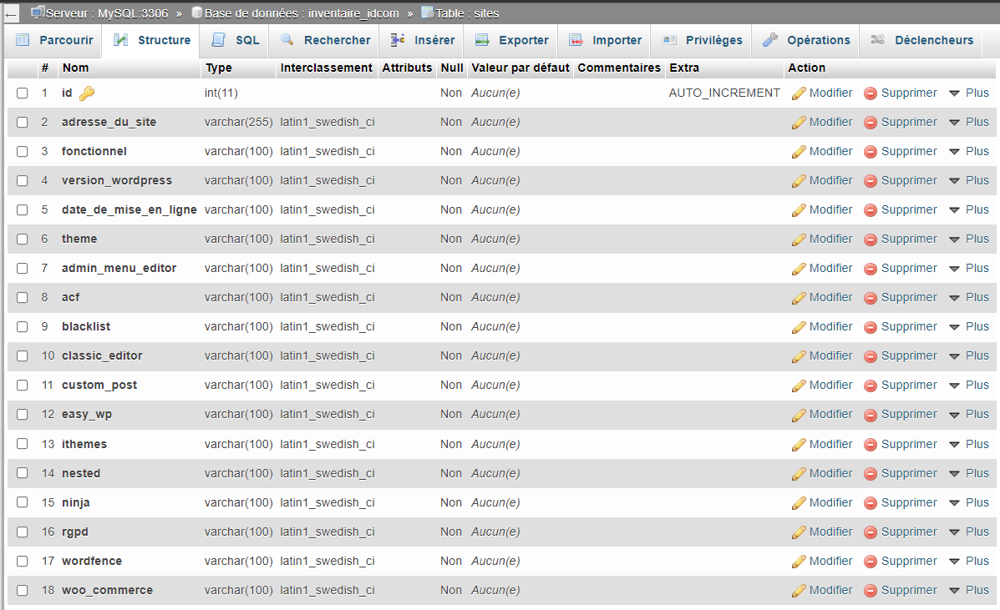 Serveur : MySQL:3306 » Base de données : inventaire_idcom » Table : sites
Parcourir Structure SQL Rechercher Insérer Exporter Importer Privilèges Opérations Déclencheurs
# Nom Type Interclassement Attributs Null Valeur par défaut Commentaires Extra Action
1 id int(11) Non Aucun(e) AUTO_INCREMENT Modifier Supprimer Plus
2 adresse_du_site varchar(255) latin1_swedish_ci Non Aucun(e) Modifier Supprimer Plus
3 fonctionnel varchar(100) latin1_swedish_ci Non Aucun(e) Modifier Supprimer Plus
4 version_wordpress varchar(100) latin1_swedish_ci Non Aucun(e) Modifier Supprimer Plus
5 date_de_mise_en_ligne varchar(100) latin1_swedish_ci Non Aucun(e) Modifier Supprimer Plus
6 theme varchar(100) latin1_swedish_ci Non Aucun(e) Modifier Supprimer Plus
7 admin_menu_editor varchar(100) latin1_swedish_ci Non Aucun(e) Modifier Supprimer Plus
8 acf varchar(100) latin1_swedish_ci Non Aucun(e) Modifier Supprimer Plus
9 blacklist varchar(100) latin1_swedish_ci Non Aucun(e) Modifier Supprimer Plus
10 classic_editor varchar(100) latin1_swedish_ci Non Aucun(e) Modifier Supprimer Plus
11 custom_post varchar(100) latin1_swedish_ci Non Aucun(e) Modifier Supprimer Plus
12 easy_wp varchar(100) latin1_swedish_ci Non Aucun(e) Modifier Supprimer Plus
13 ithemes varchar(100) latin1_swedish_ci Non Aucun(e) Modifier Supprimer Plus
14 nested varchar(100) latin1_swedish_ci Non Aucun(e) Modifier Supprimer Plus
15 ninja varchar(100) latin1_swedish_ci Non Aucun(e) Modifier Supprimer Plus
16 rgpd varchar(100) latin1_swedish_ci Non Aucun(e) Modifier Supprimer Plus
17 wordfence varchar(100) latin1_swedish_ci Non Aucun(e) Modifier Supprimer Plus
18 woo_commerce varchar(100) latin1_swedish_ci Non Aucun(e) Modifier Supprimer Plus